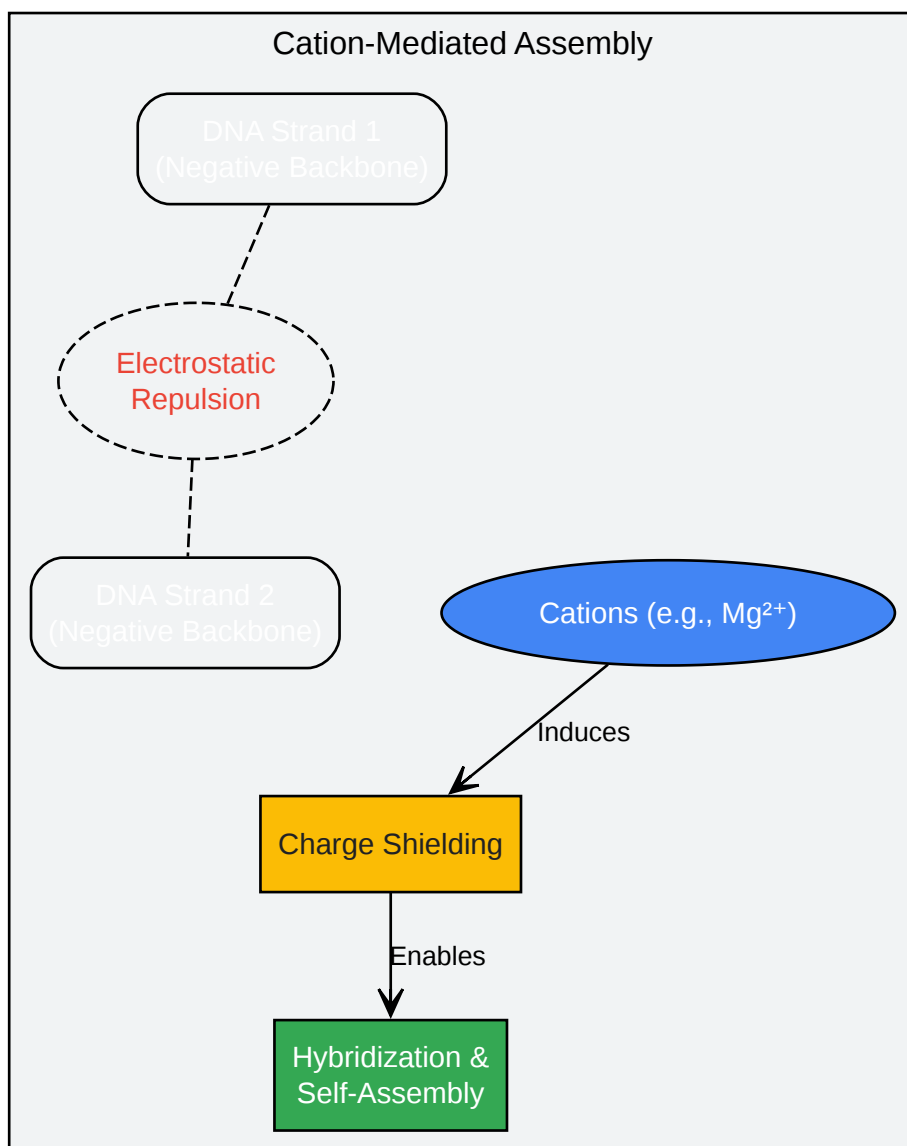 Cation-Mediated Assembly
DNA Strand 1
(Negative Backbone)
Electrostatic
Repulsion
DNA Strand 2
(Negative Backbone)
Cations (e.g., Mg²⁺)
Induces
Charge Shielding
Enables
Hybridization &
Self-Assembly